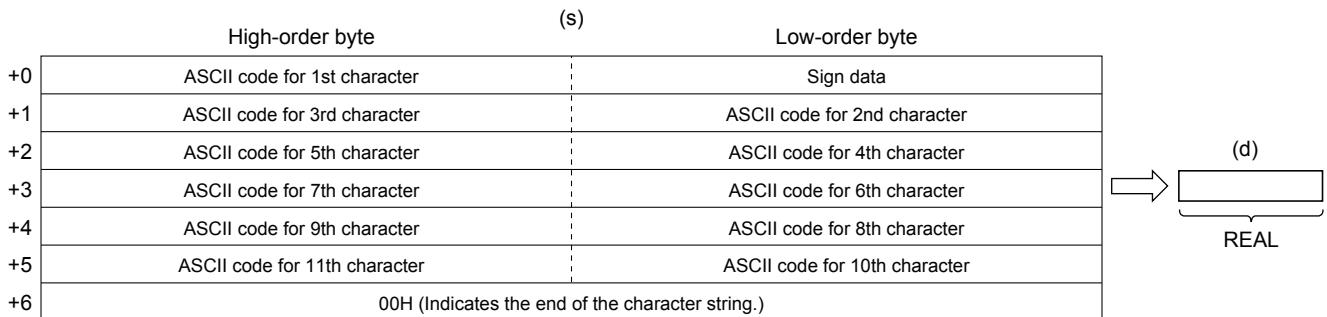 (s)
High-order byte Low-order byte
+0 ASCII code for 1st character Sign data
+1 ASCII code for 3rd character ASCII code for 2nd character
+2 ASCII code for 5th character ASCII code for 4th character
+3 ASCII code for 7th character ASCII code for 6th character
+4 ASCII code for 9th character ASCII code for 8th character
+5 ASCII code for 11th character ASCII code for 10th character
+6 00H (Indicates the end of the character string.)
(d)
REAL